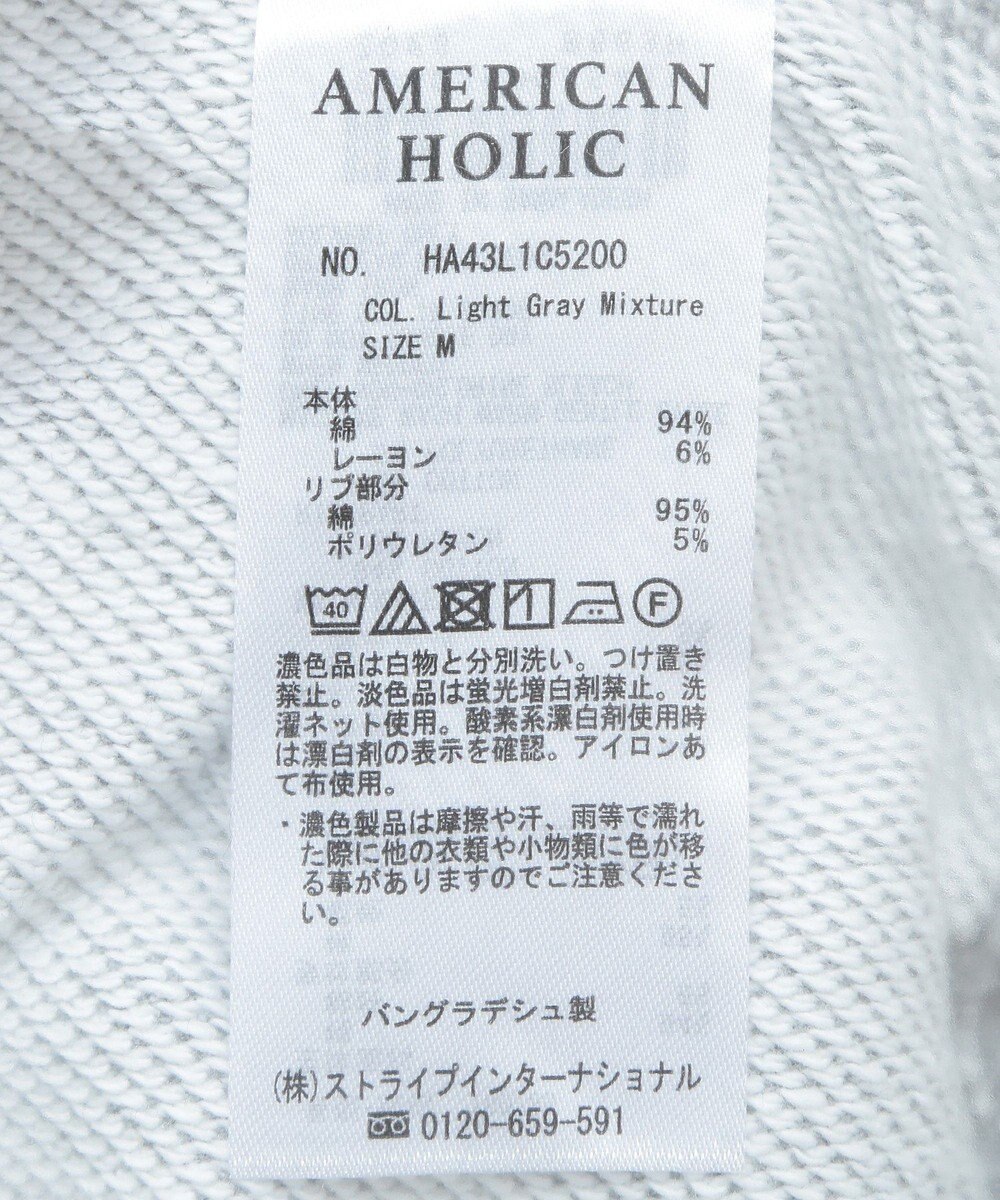 AMERICAN
HOLIC
NO. HA43L1C5200
COL. Light Gray Mixture
SIZE M
本体
綿 94%
レーヨン 6%
リブ部分
綿 95%
ポリウレタン 5%
40 F
濃色品は白物と分別洗い。つけ置き
禁止。淡色品は蛍光増白剤禁止。洗
濯ネット使用。酸素系漂白剤使用時
は漂白剤の表示を確認。アイロンあ
て布使用。
・濃色製品は摩擦や汗、雨等で濡れ
た際に他の衣類や小物類に色が移
る事がありますのでご注意くださ
い。
バングラデシュ製
(株)ストライプインターナショナル
0120-659-591